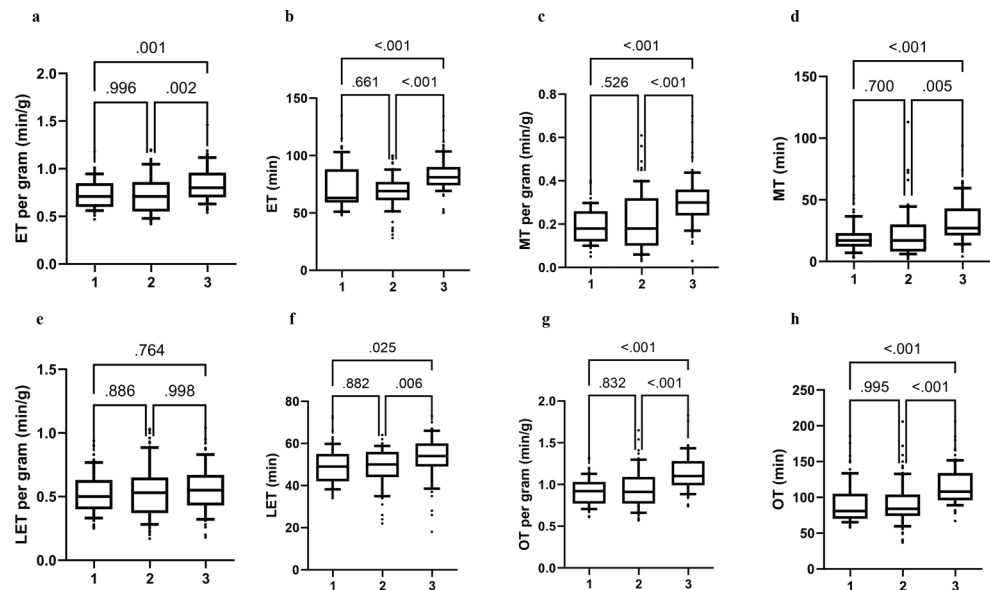 a
.001
.996
.002
ET per gram (min/g)
2.0
1.5
1.0
0.5
0.0
1 2 3
b
<.001
.661
<.001
ET (min)
150
100
50
0
1 2 3
c
<.001
.526
<.001
MT per gram (min/g)
0.8
0.6
0.4
0.2
0.0
1 2 3
d
<.001
.700
.005
MT (min)
150
100
50
0
1 2 3
e
.764
.886
.998
LET per gram (min/g)
1.5
1.0
0.5
0.0
1 2 3
f
.025
.882
.006
LET (min)
80
60
40
20
0
1 2 3
g
<.001
.832
<.001
OT per gram (min/g)
2.0
1.5
1.0
0.5
0.0
1 2 3
h
<.001
.995
<.001
OT (min)
250
200
150
100
50
0
1 2 3